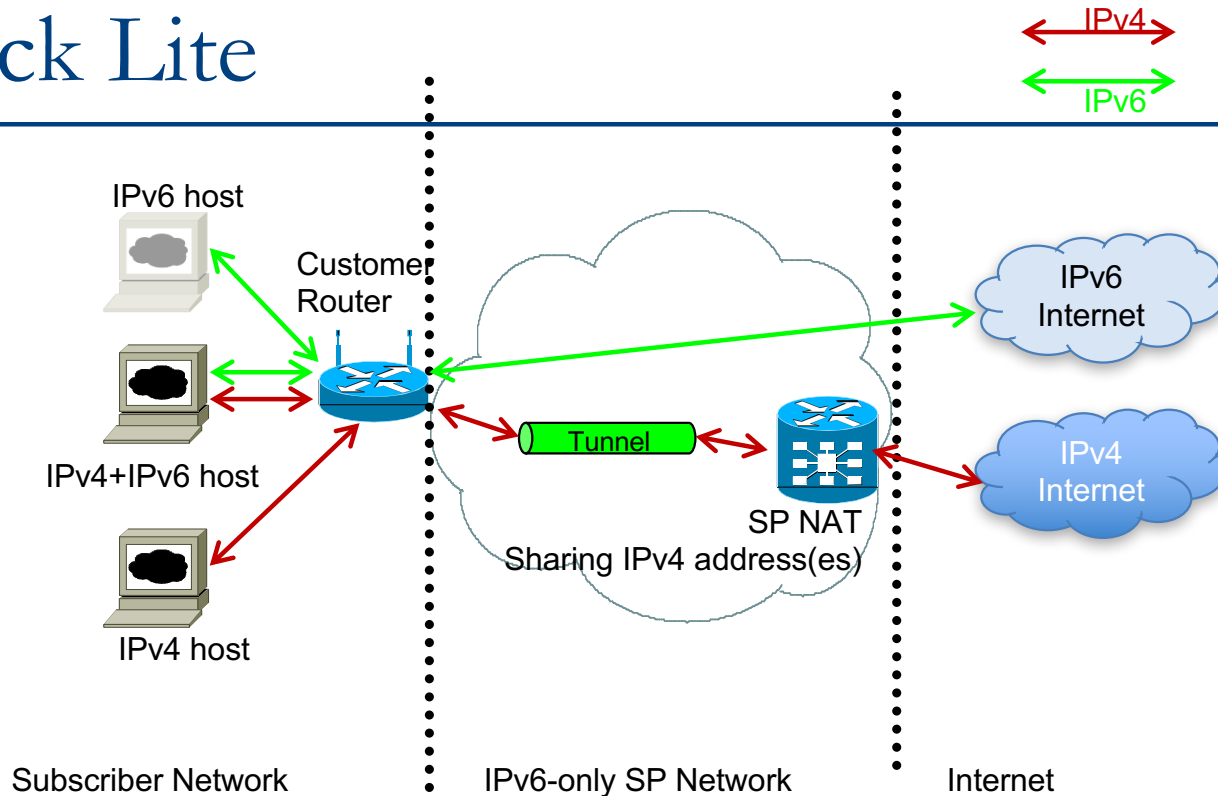 ck Lite
IPv4
IPv6
IPv6 host
Customer
Router
IPv6
Internet
IPv4+IPv6 host
Tunnel
IPv4
Internet
SP NAT
Sharing IPv4 address(es)
IPv4 host
Subscriber Network
IPv6-only SP Network
Internet